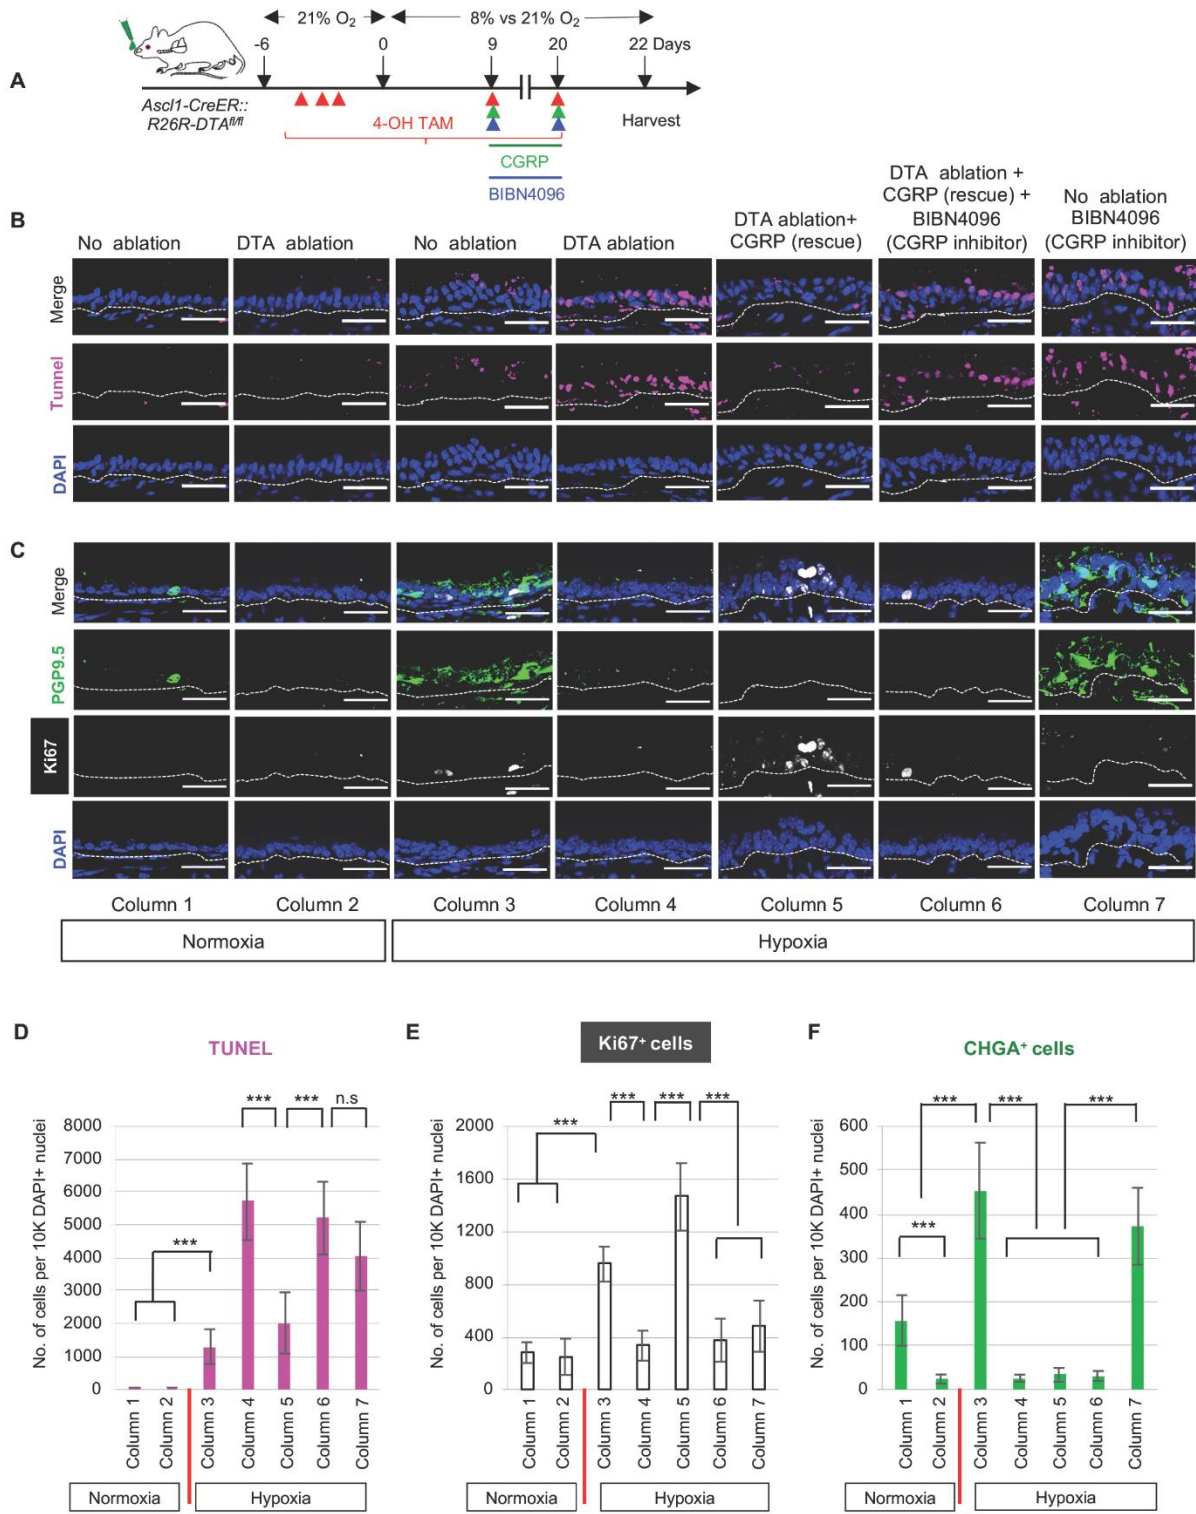 21% O2
8% vs 21% O2
-6
0
9
20
22 Days
A
Ascl1-CreER::
R26R-DTAfl/fl
4-OH TAM
Harvest
CGRP
BIBN4096
B
No ablation
DTA ablation
No ablation
DTA ablation
DTA ablation+
CGRP (rescue)
DTA ablation +
CGRP (rescue) +
BIBN4096
(CGRP inhibitor)
No ablation
BIBN4096
(CGRP inhibitor)
Merge
Tunnel
DAPI
C
Merge
PGP9.5
Ki67
DAPI
Column 1
Column 2
Column 3
Column 4
Column 5
Column 6
Column 7
Normoxia
Hypoxia
D
TUNEL
No. of cells per 10K DAPI+ nuclei
8000
7000
6000
5000
4000
3000
2000
1000
0
***
***
***
n.s
Column 1
Column 2
Column 3
Column 4
Column 5
Column 6
Column 7
Normoxia
Hypoxia
E
Ki67+ cells
No. of cells per 10K DAPI+ nuclei
2000
1600
1200
800
400
0
***
***
***
***
Column 1
Column 2
Column 3
Column 4
Column 5
Column 6
Column 7
Normoxia
Hypoxia
F
CHGA+ cells
No. of cells per 10K DAPI+ nuclei
600
500
400
300
200
100
0
***
***
***
***
Column 1
Column 2
Column 3
Column 4
Column 5
Column 6
Column 7
Normoxia
Hypoxia